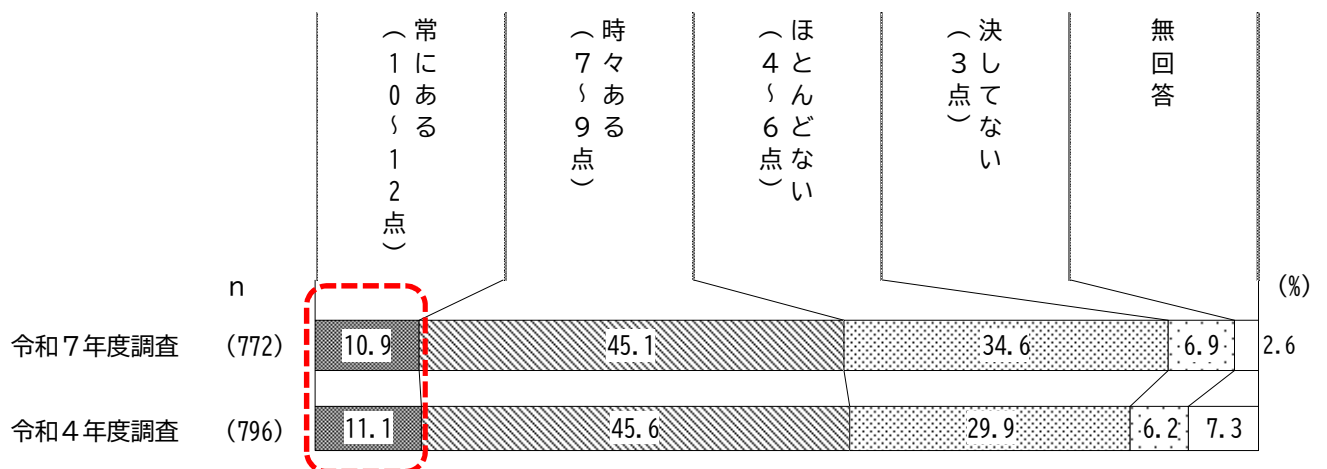 常にある
（10～12点）
時々ある
（7～9点）
ほとんどない
（4～6点）
決してない
（3点）
無回答
n
(%)
令和７年度調査 (772) 10.9 45.1 34.6 6.9 2.6
令和４年度調査 (796) 11.1 45.6 29.9 6.2 7.3